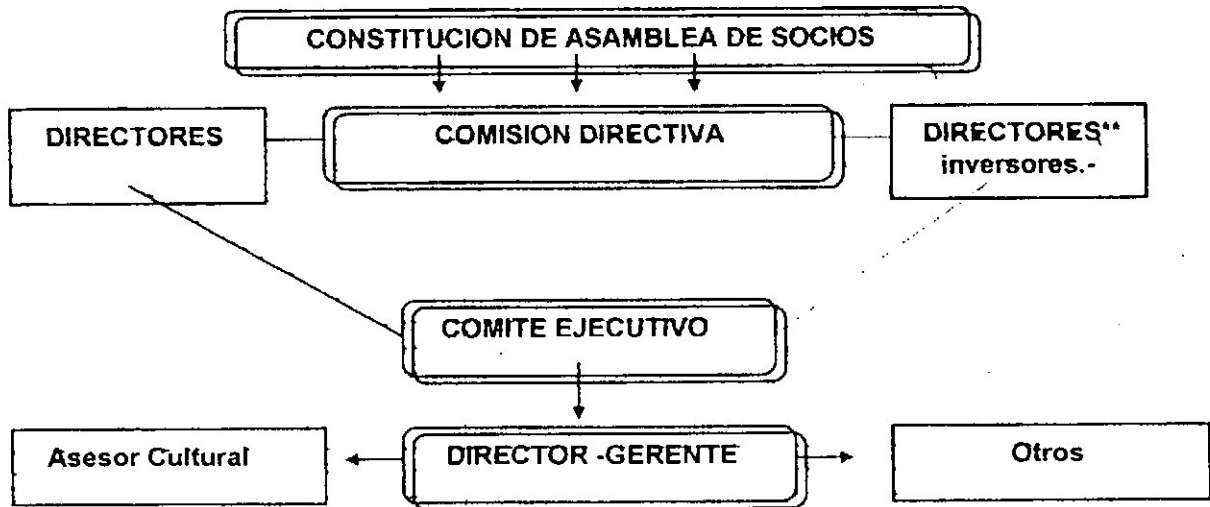 CONSTITUCION DE ASAMBLEA DE SOCIOS
DIRECTORES
COMISION DIRECTIVA
DIRECTORES**
inversores.-
COMITE EJECUTIVO
Asesor Cultural
DIRECTOR -GERENTE
Otros